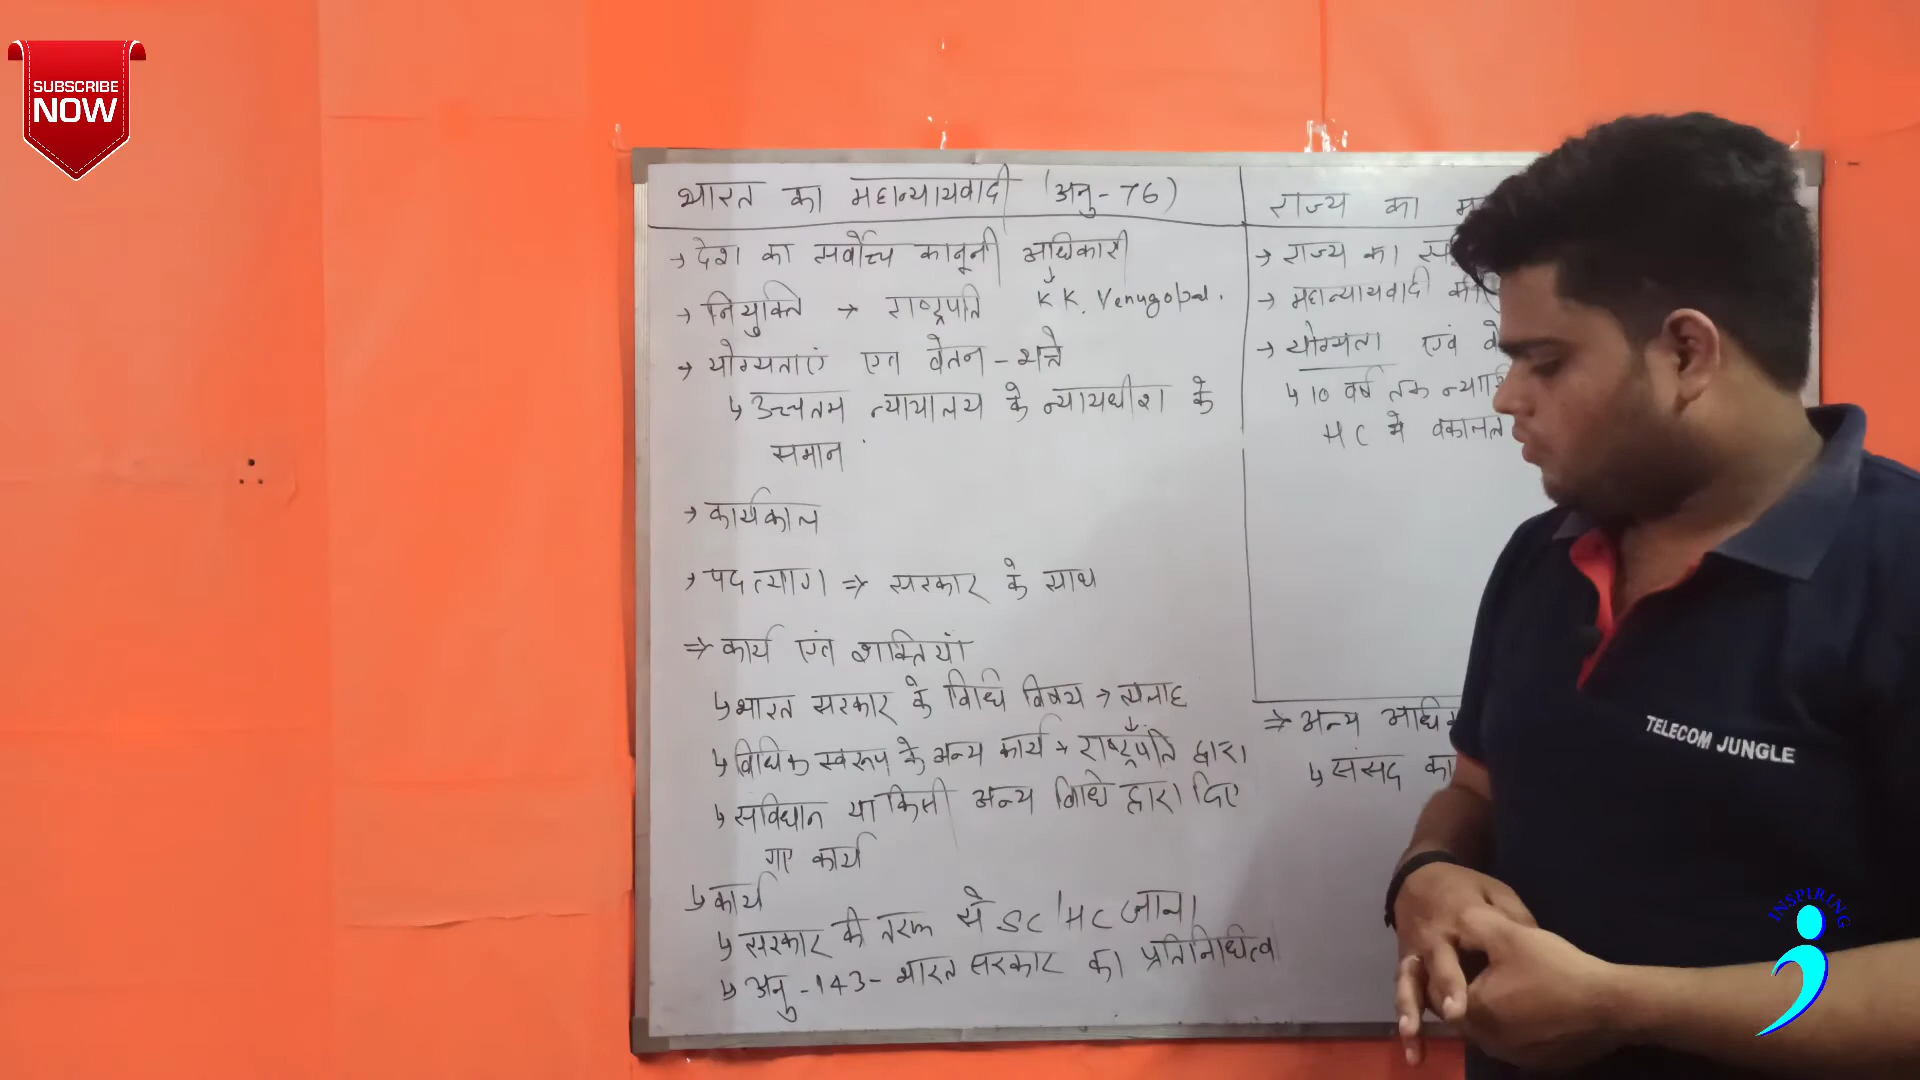 SUBSCRIBE
NOW
भारत का महान्यायवादी (अनु-76)
→ देश का सर्वोच्च कानूनी अधिकारी
→ नियुक्ति → राष्ट्रपति K K. Venugopal.
→ योग्यताएं एवं वेतन-भत्ते
↳ उच्चतम न्यायालय के न्यायधीश के
समान
→ कार्यकाल
→ पदत्याग ⇒ सरकार के साथ
⇒ कार्य एवं शक्तियां
↳ भारत सरकार के विधि विषय → सलाह
↳ विधिक स्वरूप के अन्य कार्य → राष्ट्रपति द्वारा
↳ संविधान या किसी अन्य विधि द्वारा दिए
गए कार्य
↳ कार्य
↳ सरकार की तरफ से SC/HC जाना
↳ अनु-143- भारत सरकार का प्रतिनिधित्व
राज्य का
→ राज्य का
→ महान्यायवादी की
→ योग्यता एवं
↳ 10 वर्ष तक
HC में वकालत
⇒ अन्य
↳ संसद का
TELECOM JUNGLE
INSPIRING